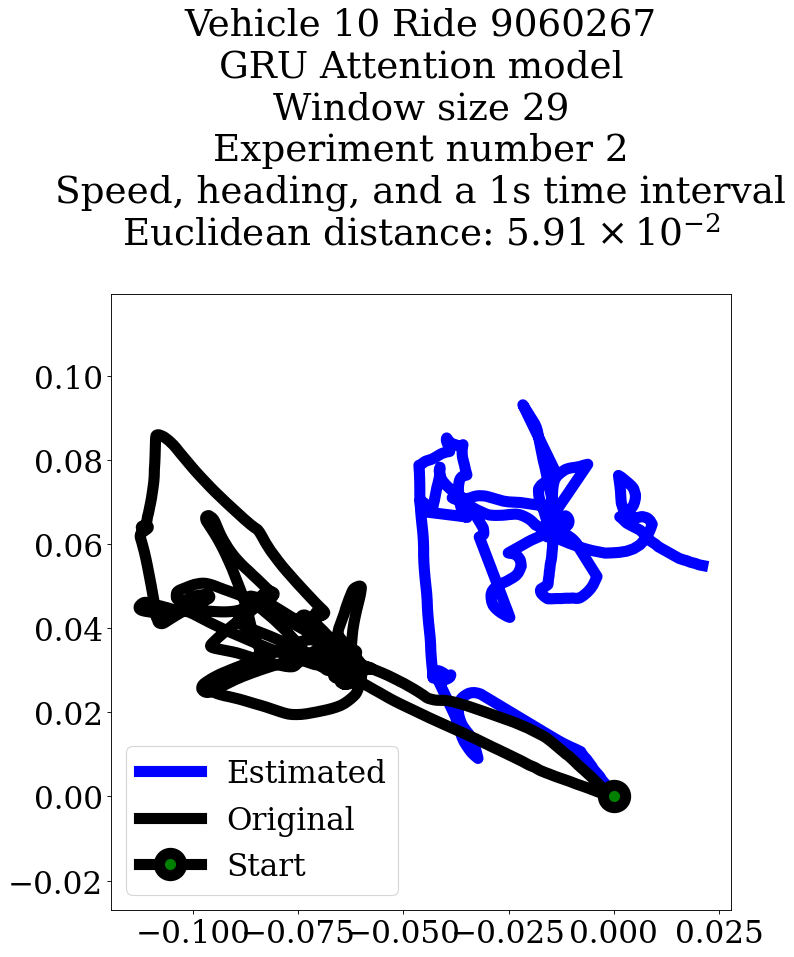 Vehicle 10 Ride 9060267
GRU Attention model
Window size 29
Experiment number 2
Speed, heading, and a 1s time interval
Euclidean distance: 5.91 × 10⁻²
0.10
0.08
0.06
0.04
0.02
0.00
−0.02
Estimated
Original
Start
−0.100 −0.075 −0.050 −0.025 0.000 0.025